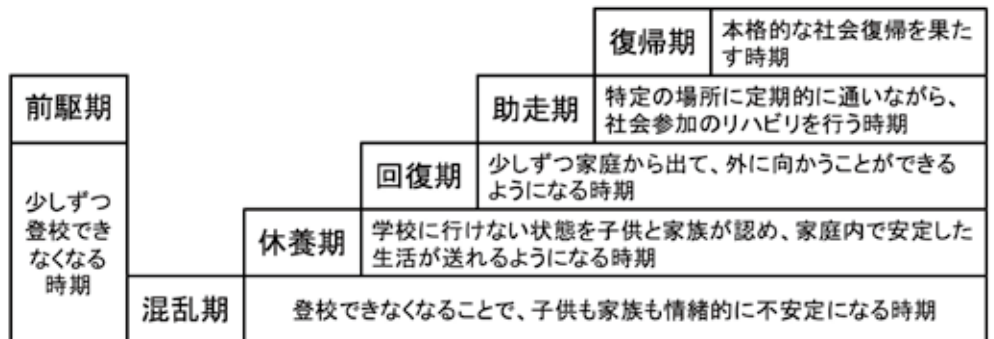 復帰期
本格的な社会復帰を果た
す時期
前駆期
助走期
特定の場所に定期的に通いながら、
社会参加のリハビリを行う時期
回復期
少しずつ家庭から出て、外に向かうことができる
ようになる時期
少しずつ
登校でき
なくなる
時期
休養期
学校に行けない状態を子供と家族が認め、家庭内で安定した
生活が送れるようになる時期
混乱期
登校できなくなることで、子供も家族も情緒的に不安定になる時期